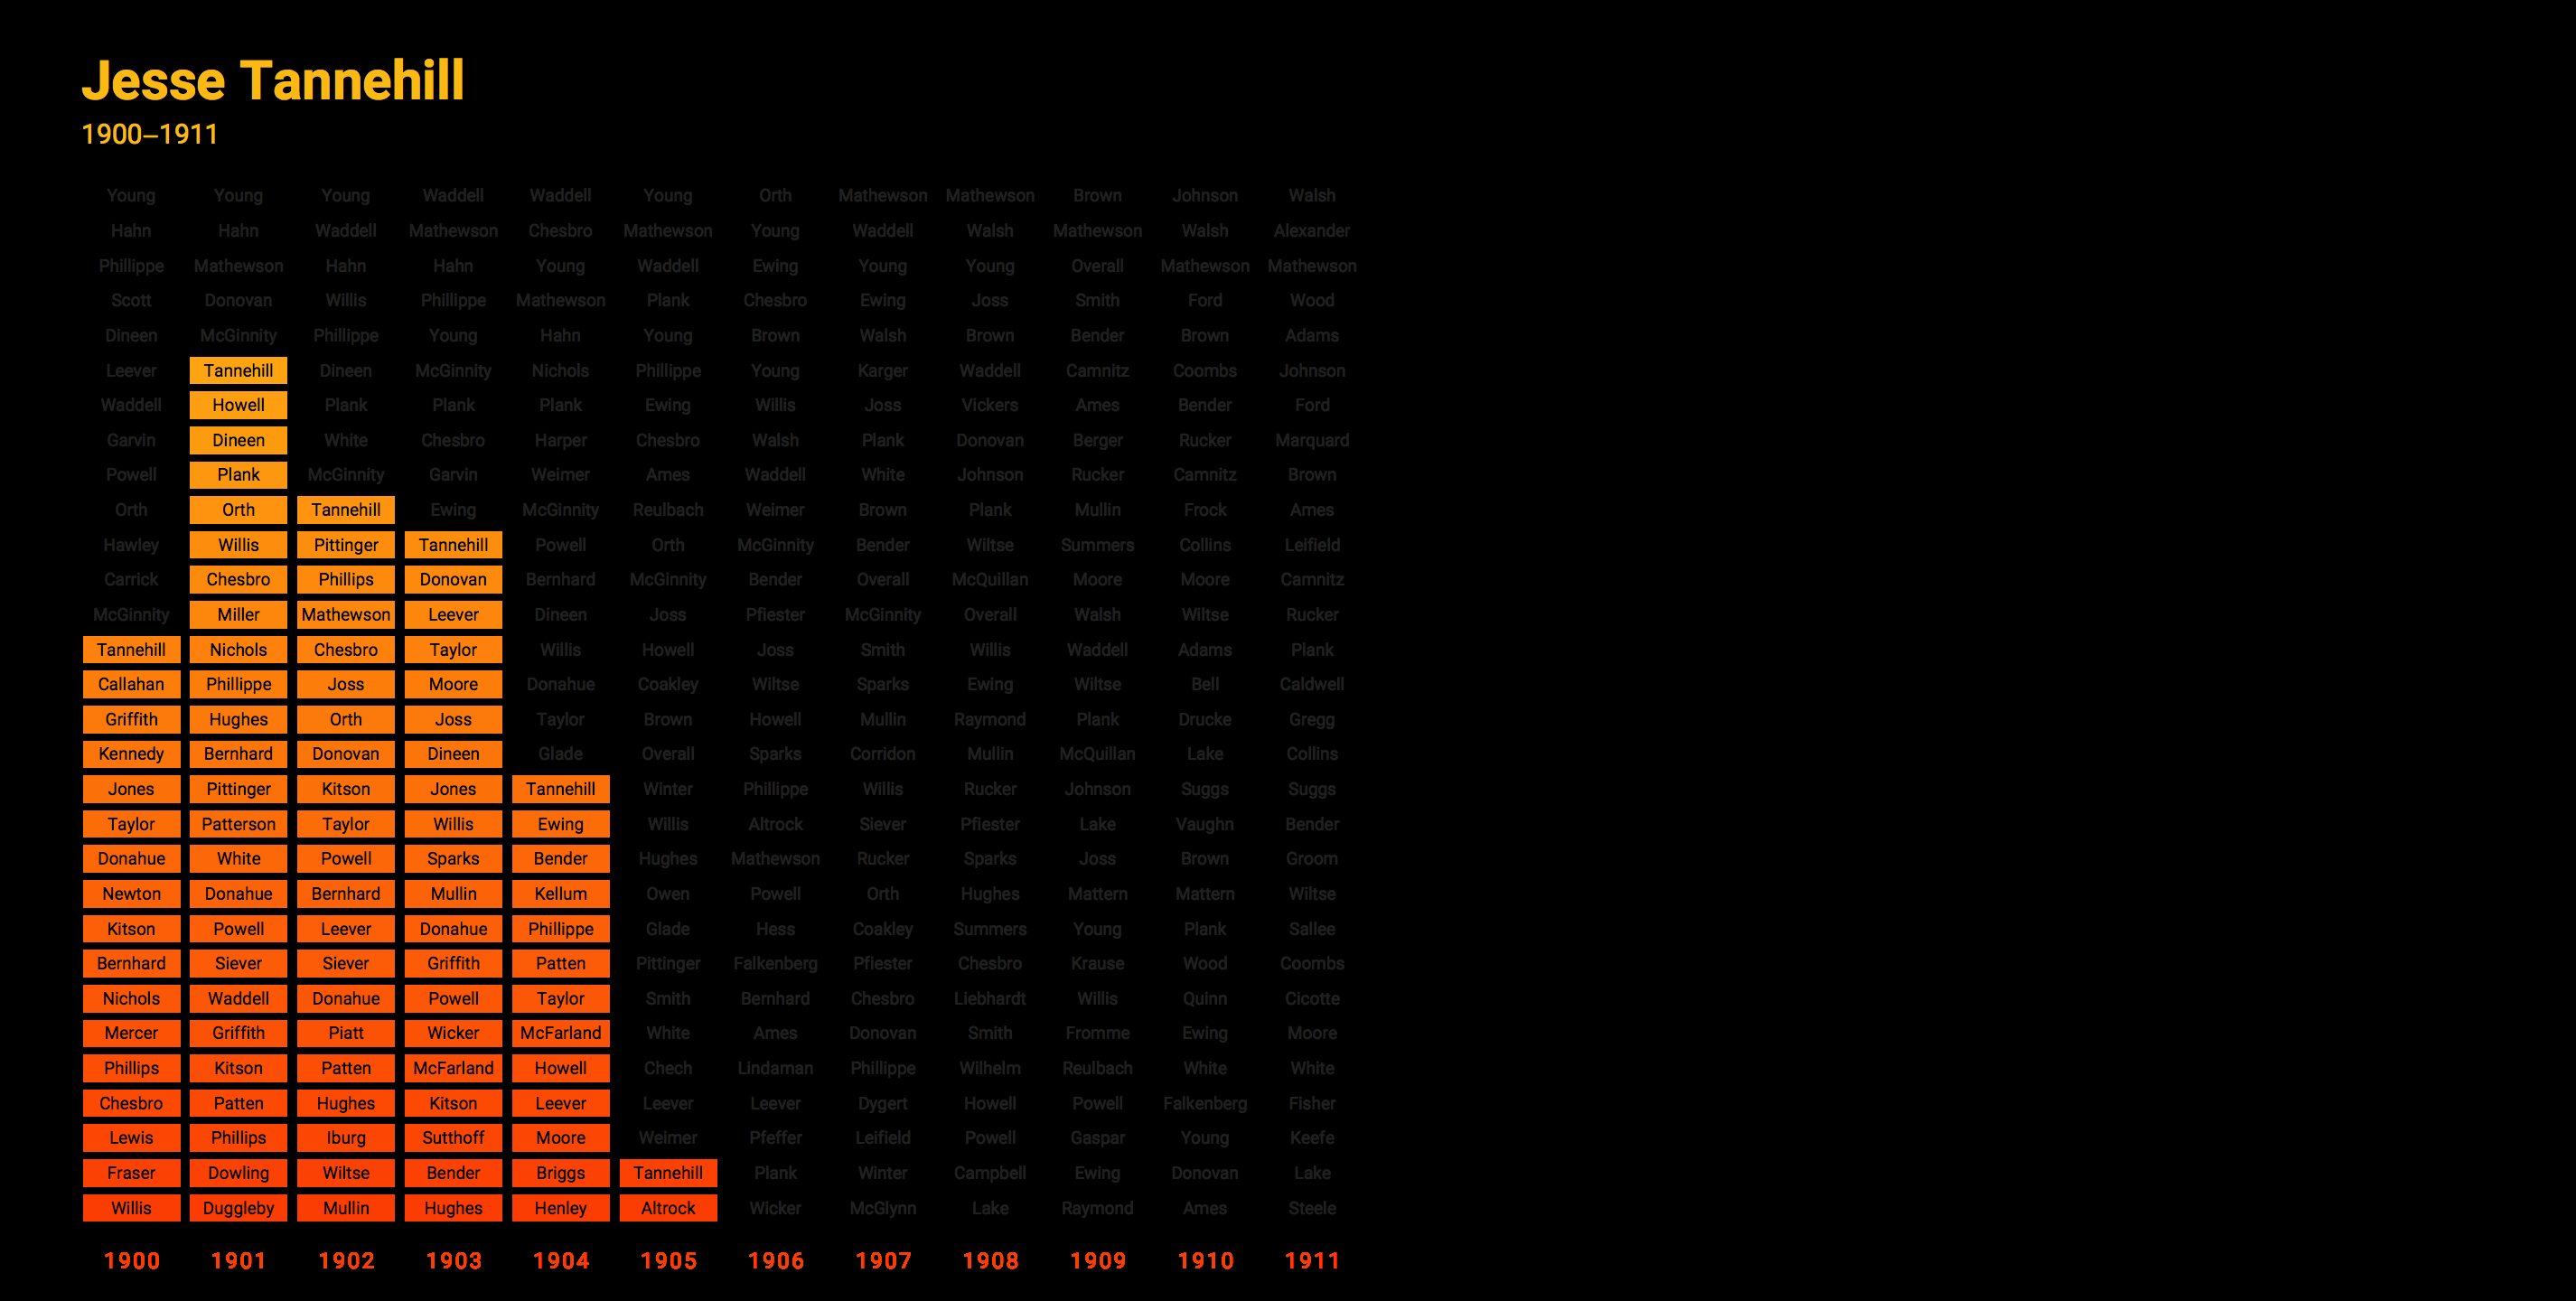 Jesse Tannehill
1900–1911
Young Young Young Waddell Waddell Young Orth Mathewson Mathewson Brown Johnson Walsh
Hahn Hahn Waddell Mathewson Chesbro Mathewson Young Waddell Walsh Mathewson Walsh Alexander
Phillippe Mathewson Hahn Hahn Young Waddell Ewing Young Young Overall Mathewson Mathewson
Scott Donovan Willis Phillippe Mathewson Plank Chesbro Ewing Joss Smith Ford Wood
Dineen McGinnity Phillippe Young Hahn Young Brown Walsh Brown Bender Brown Adams
Leever Tannehill Dineen McGinnity Nichols Phillippe Young Karger Waddell Camnitz Coombs Johnson
Waddell Howell Plank Plank Plank Ewing Willis Joss Vickers Ames Bender Ford
Garvin Dineen White Chesbro Harper Chesbro Walsh Plank Donovan Berger Rucker Marquard
Powell Plank McGinnity Garvin Weimer Ames Waddell White Johnson Rucker Camnitz Brown
Orth Orth Tannehill Ewing McGinnity Reulbach Weimer Brown Plank Mullin Frock Ames
Hawley Willis Pittinger Tannehill Powell Orth McGinnity Bender Wiltse Summers Collins Leifield
Carrick Chesbro Phillips Donovan Bernhard McGinnity Bender Overall McQuillan Moore Moore Camnitz
McGinnity Miller Mathewson Leever Dineen Joss Pfiester McGinnity Overall Walsh Wiltse Rucker
Tannehill Nichols Chesbro Taylor Willis Howell Joss Smith Willis Waddell Adams Plank
Callahan Phillippe Joss Moore Donahue Coakley Wiltse Sparks Ewing Wiltse Bell Caldwell
Griffith Hughes Orth Joss Taylor Brown Howell Mullin Raymond Plank Drucke Gregg
Kennedy Bernhard Donovan Dineen Glade Overall Sparks Corridon Mullin McQuillan Lake Collins
Jones Pittinger Kitson Jones Tannehill Winter Phillippe Willis Rucker Johnson Suggs Suggs
Taylor Patterson Taylor Willis Ewing Willis Altrock Siever Pfiester Lake Vaughn Bender
Donahue White Powell Sparks Bender Hughes Mathewson Rucker Sparks Joss Brown Groom
Newton Donahue Bernhard Mullin Kellum Owen Powell Orth Hughes Mattern Mattern Wiltse
Kitson Powell Leever Donahue Phillippe Glade Hess Coakley Summers Young Plank Sallee
Bernhard Siever Siever Griffith Patten Pittinger Falkenberg Pfiester Chesbro Krause Wood Coombs
Nichols Waddell Donahue Powell Taylor Smith Bernhard Chesbro Liebhardt Willis Quinn Cicotte
Mercer Griffith Piatt Wicker McFarland White Ames Donovan Smith Fromme Ewing Moore
Phillips Kitson Patten McFarland Howell Chech Lindaman Phillippe Wilhelm Reulbach White White
Chesbro Patten Hughes Kitson Leever Leever Leever Dygert Howell Powell Falkenberg Fisher
Lewis Phillips Iburg Sutthoff Moore Weimer Pfeffer Leifield Powell Gaspar Young Keefe
Fraser Dowling Wiltse Bender Briggs Tannehill Plank Winter Campbell Ewing Donovan Lake
Willis Duggleby Mullin Hughes Henley Altrock Wicker McGlynn Lake Raymond Ames Steele
1900 1901 1902 1903 1904 1905 1906 1907 1908 1909 1910 1911